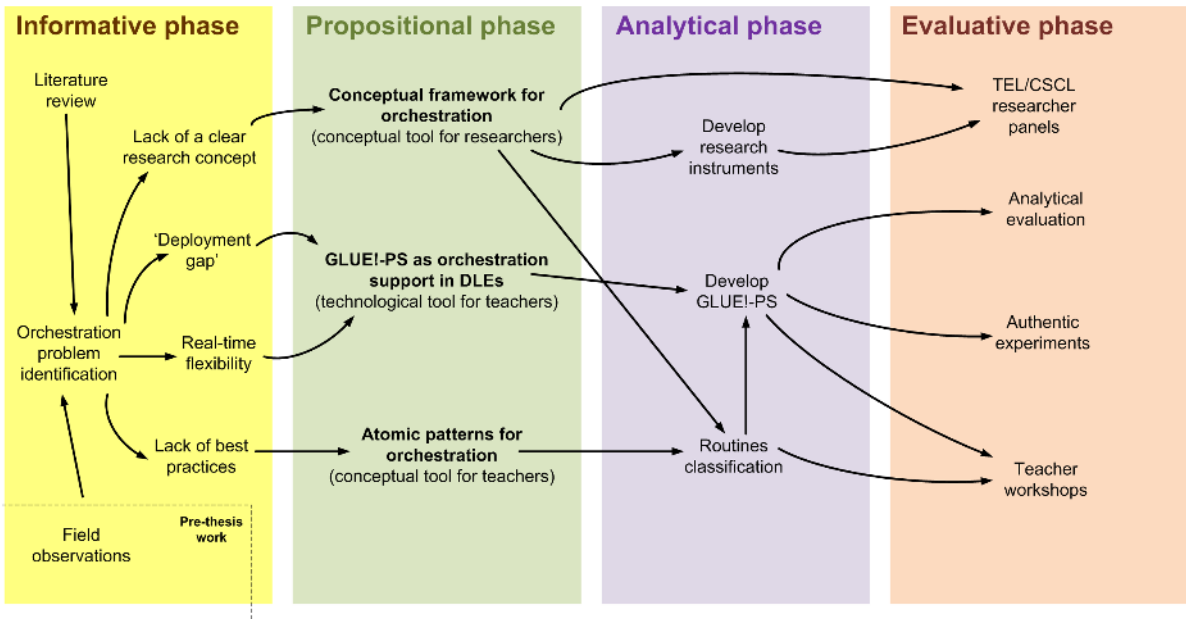 Informative phase
Propositional phase
Analytical phase
Evaluative phase
Literature
review
Lack of a clear
research concept
'Deployment
gap'
Orchestration
problem
identification
Real-time
flexibility
Lack of best
practices
Field
observations
Pre-thesis
work
Conceptual framework for
orchestration
(conceptual tool for researchers)
GLUE!-PS as orchestration
support in DLEs
(technological tool for teachers)
Atomic patterns for
orchestration
(conceptual tool for teachers)
Develop
research
instruments
Develop
GLUE!-PS
Routines
classification
TEL/CSCL
researcher
panels
Analytical
evaluation
Authentic
experiments
Teacher
workshops